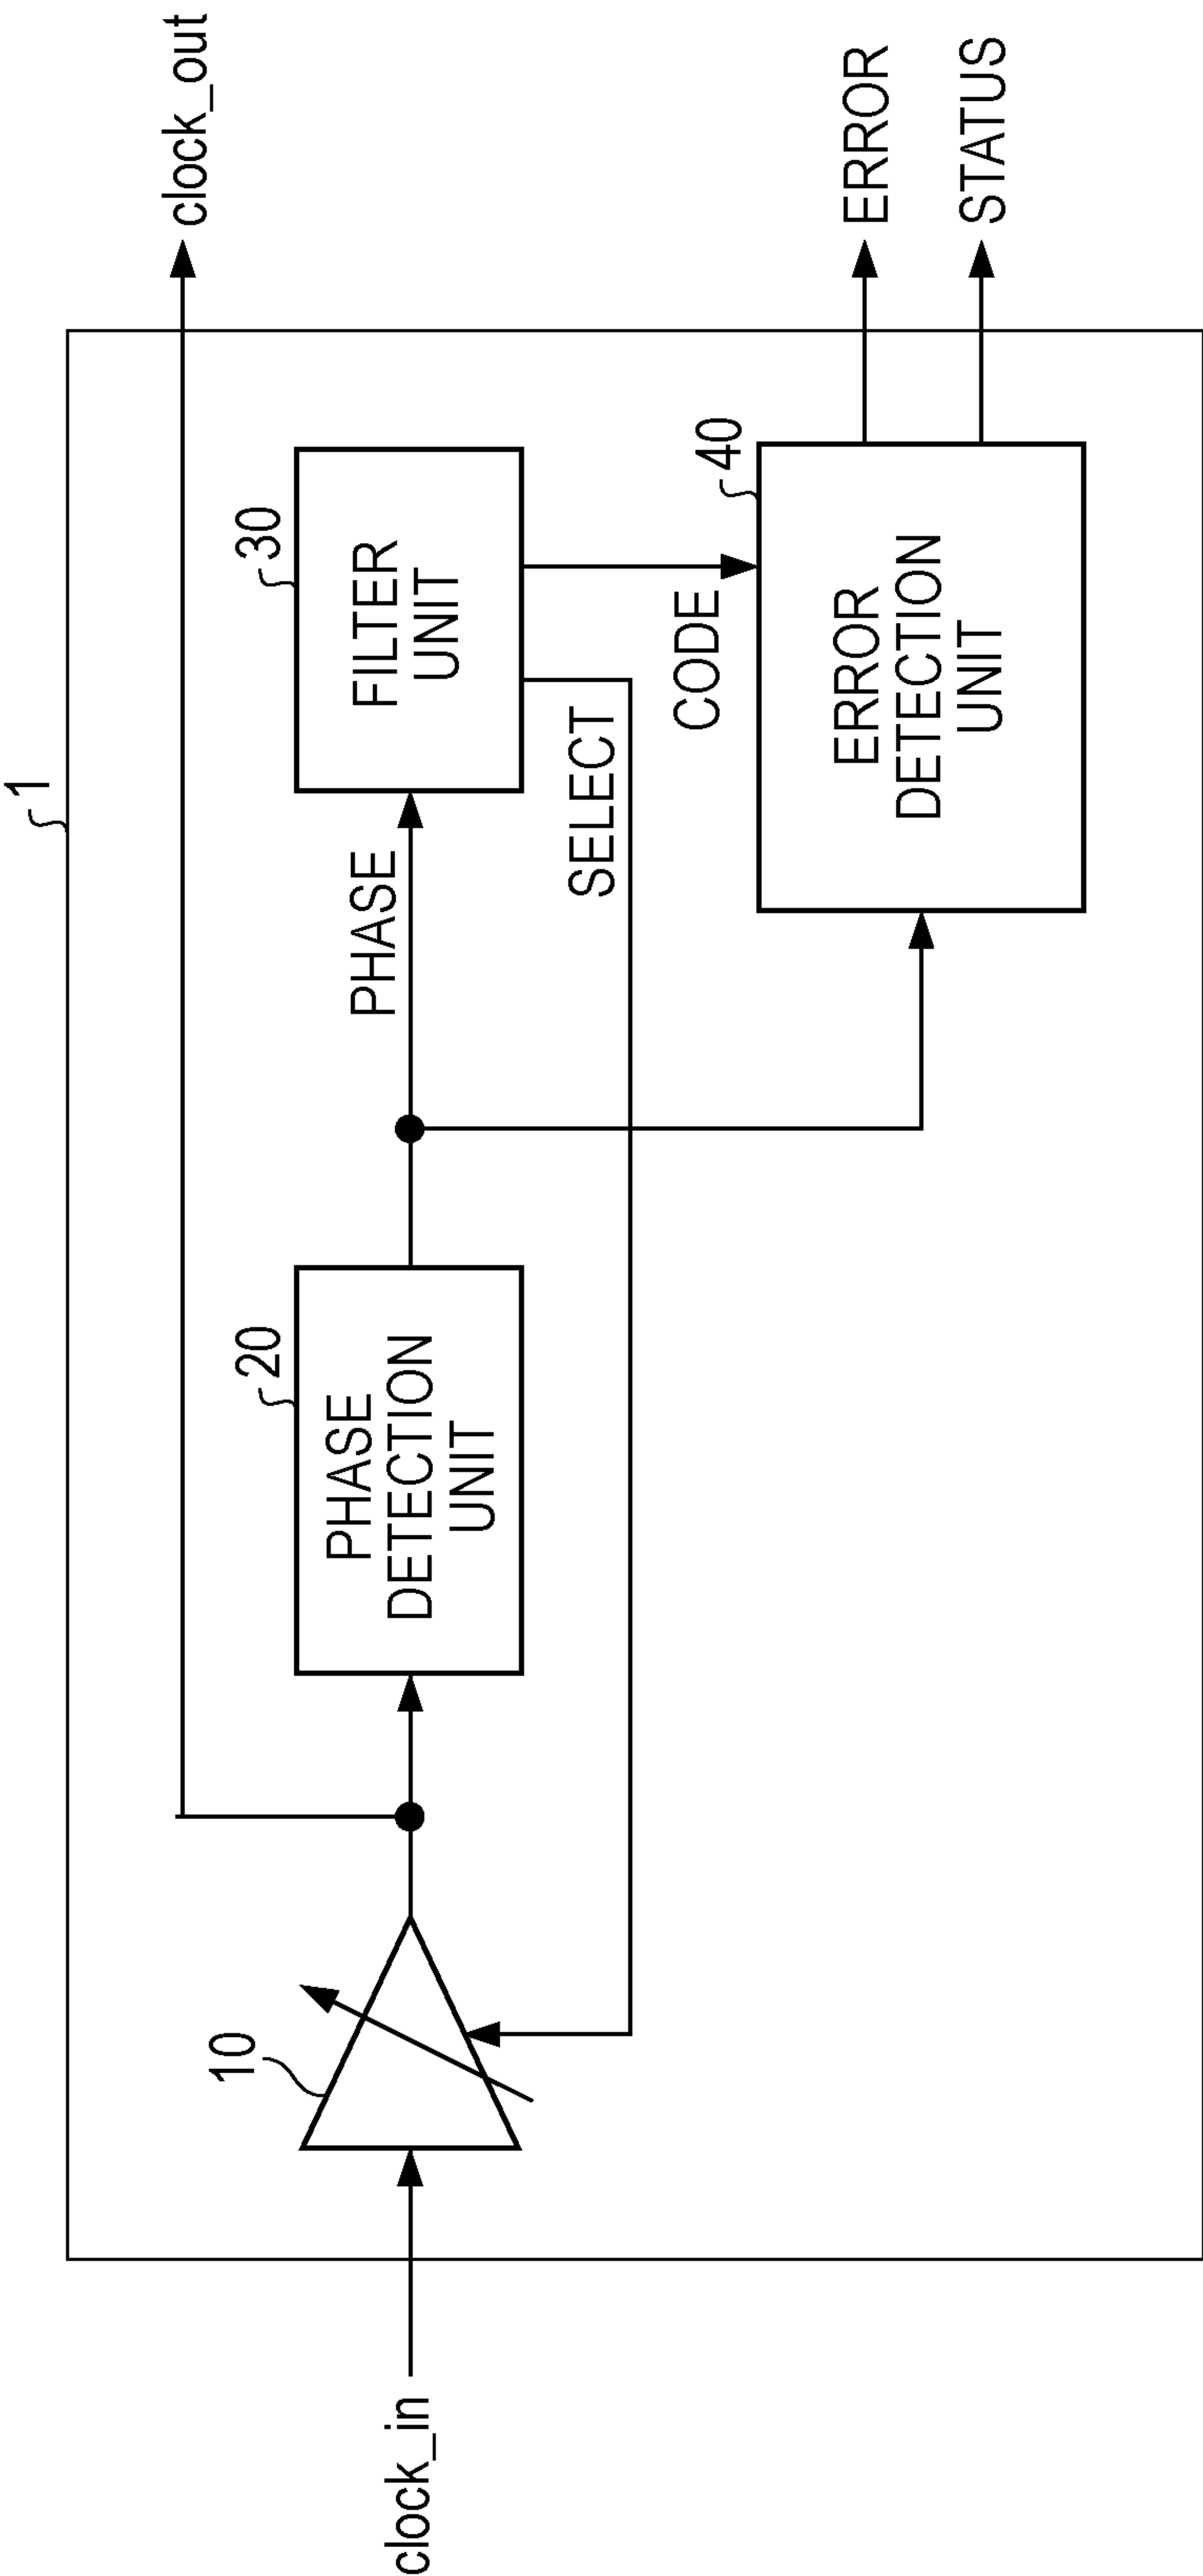 1
clock_out
10
20
30
clock_in
PHASE
DETECTION
UNIT
PHASE
FILTER
UNIT
SELECT
CODE
40
ERROR
DETECTION
UNIT
ERROR
STATUS